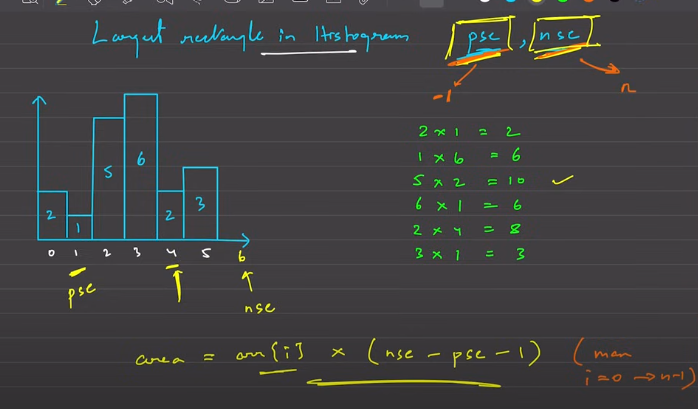 Largest rectangle in Histogram
pse , nse
-1
n
2 × 1 = 2
1 × 6 = 6
5 × 2 = 10
6 × 1 = 6
2 × 4 = 8
3 × 1 = 3
2 1 5 6 2 3
0 1 2 3 4 5 6
pse
nse
area = arr[i] × (nse - pse - 1)
(max
i=0 → n-1)